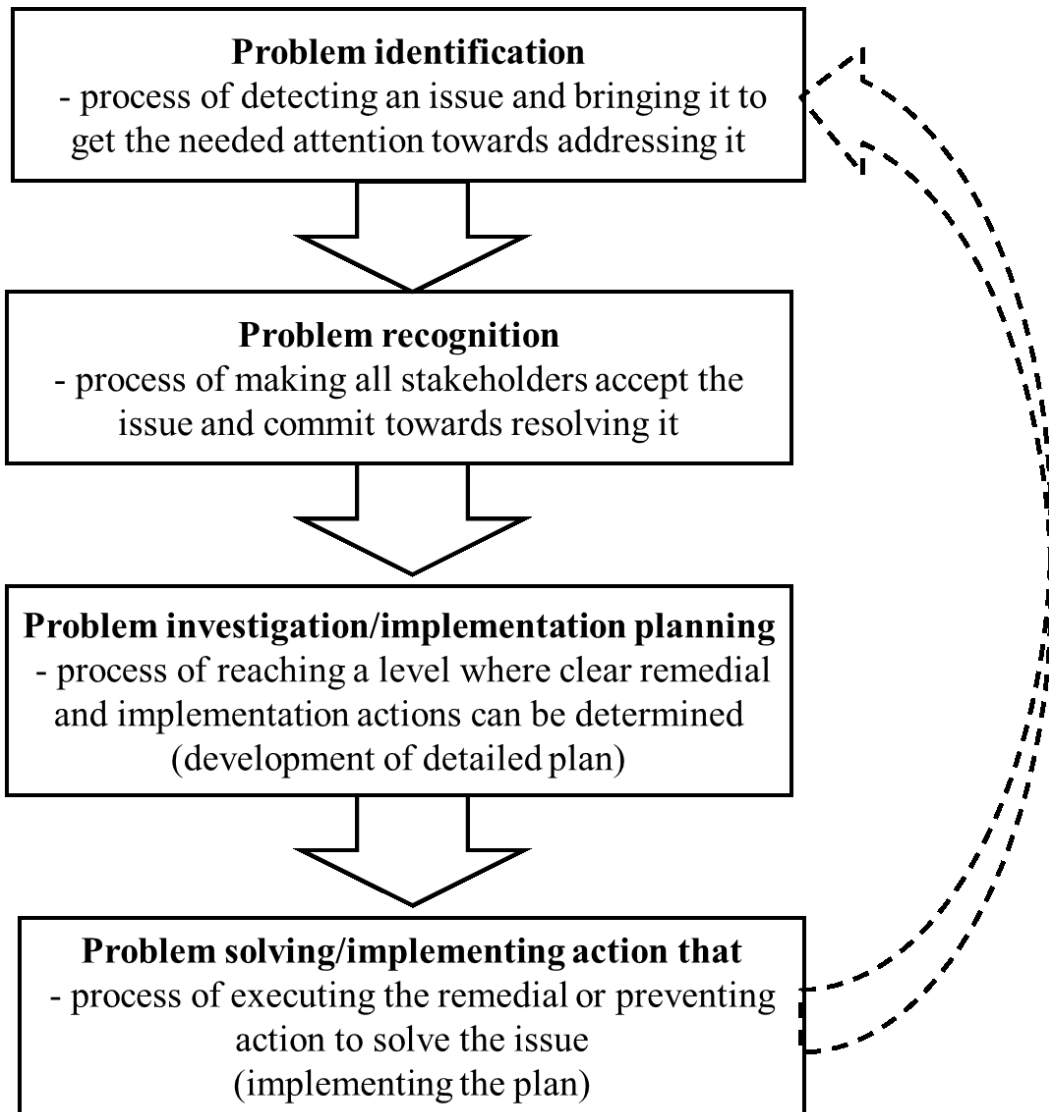 Problem identification
- process of detecting an issue and bringing it to
get the needed attention towards addressing it
Problem recognition
- process of making all stakeholders accept the
issue and commit towards resolving it
Problem investigation/implementation planning
- process of reaching a level where clear remedial
and implementation actions can be determined
(development of detailed plan)
Problem solving/implementing action that
- process of executing the remedial or preventing
action to solve the issue
(implementing the plan)